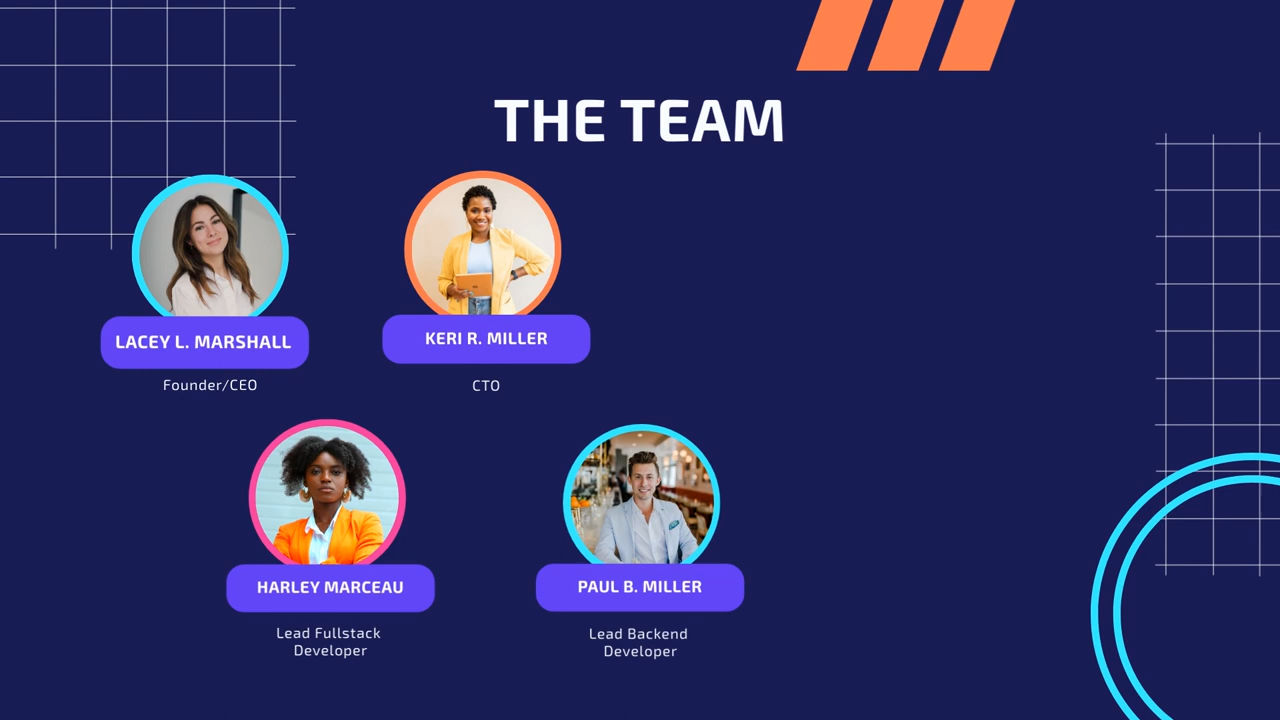 THE TEAM
LACEY L. MARSHALL
Founder/CEO
KERI R. MILLER
CTO
HARLEY MARCEAU
Lead Fullstack
Developer
PAUL B. MILLER
Lead Backend
Developer